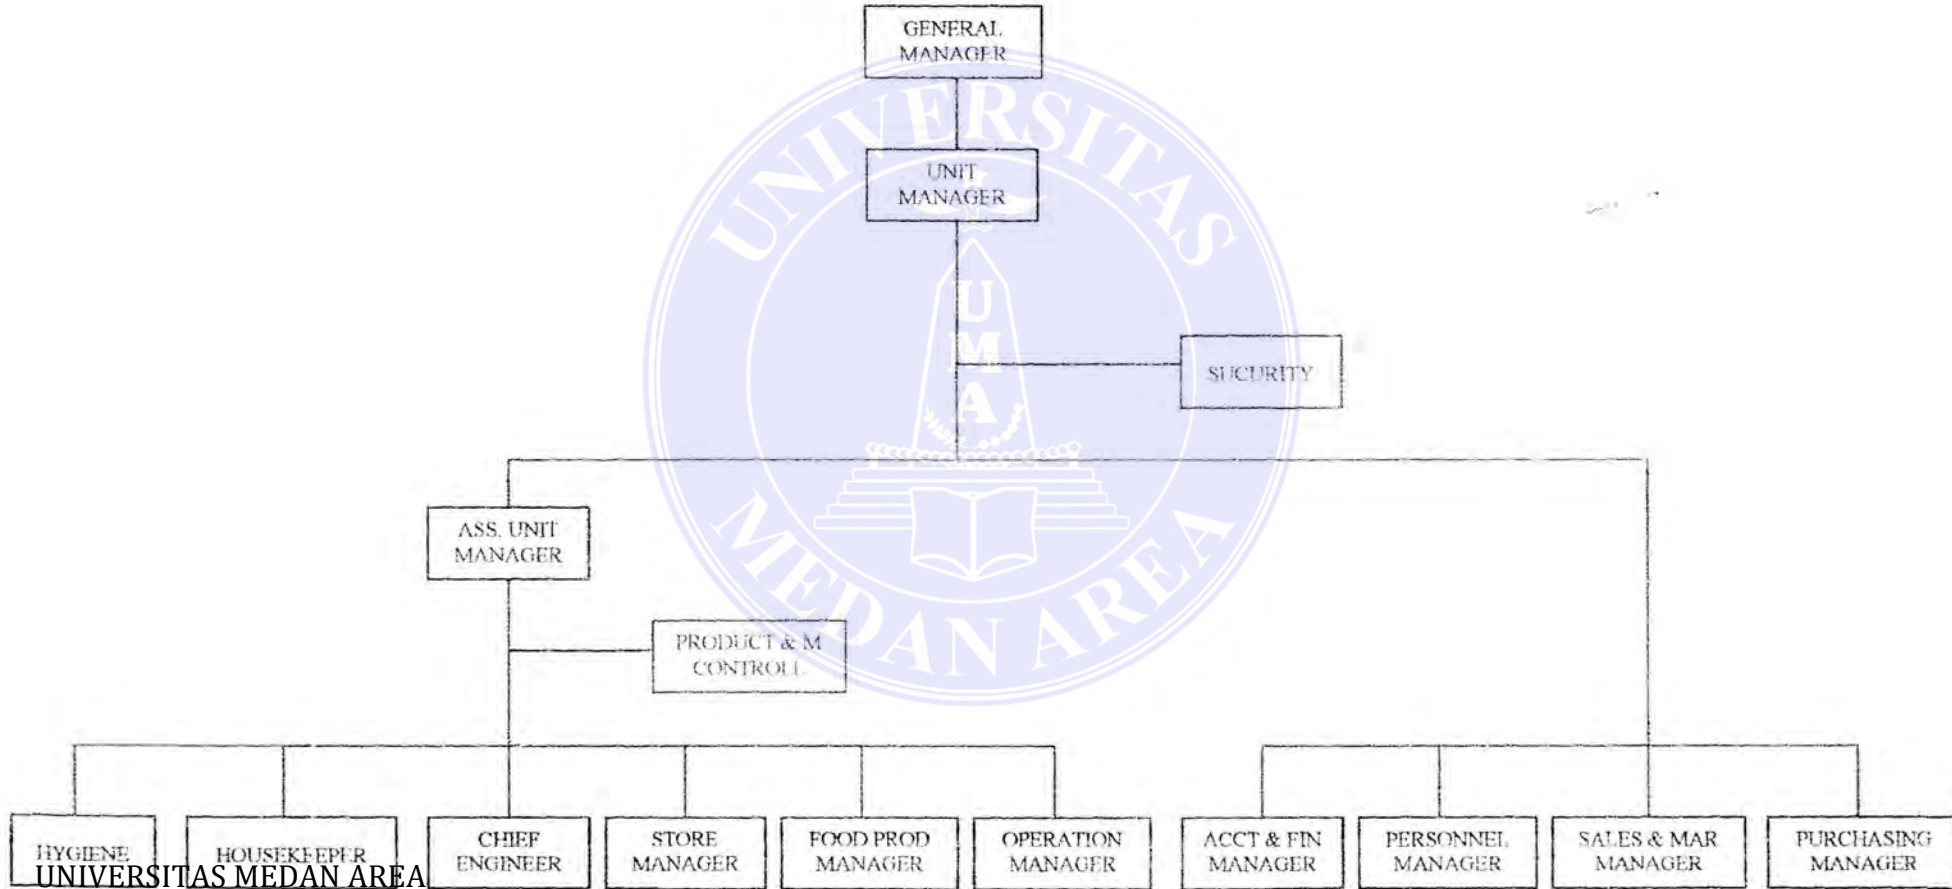 GENERAL
MANAGER
UNIT
MANAGER
SUCURITY
ASS. UNIT
MANAGER
PRODUCT & M
CONTROLL
HYGIENE
HOUSEKEEPER
CHIEF
ENGINEER
STORE
MANAGER
FOOD PROD
MANAGER
OPERATION
MANAGER
ACCT & FIN
MANAGER
PERSONNEL
MANAGER
SALES & MAR
MANAGER
PURCHASING
MANAGER
UNIVERSITAS MEDAN AREA
UNIVERSITAS
U
M
A
MEDAN AREA